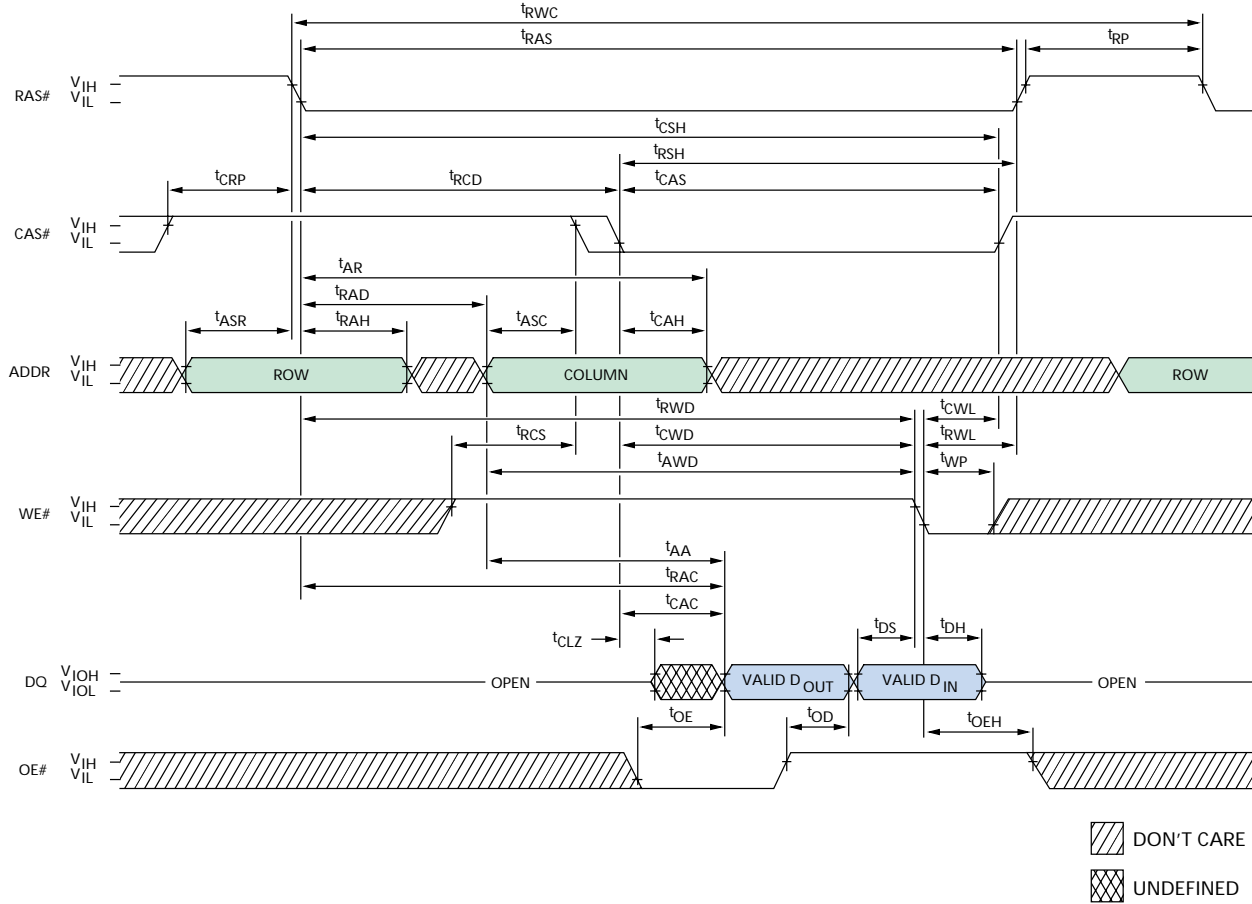 tRWC
tRAS
tRP
RAS#
VIH
VIL
tCSH
tRSH
tCRP
tRCD
tCAS
CAS#
VIH
VIL
tAR
tRAD
tASR
tRAH
tASC
tCAH
ADDR
VIH
VIL
ROW
COLUMN
ROW
tRWD
tCWL
tRCS
tCWD
tRWL
tAWD
tWP
WE#
VIH
VIL
tAA
tRAC
tCAC
tCLZ
tDS
tDH
DQ
VIOH
VIOL
OPEN
VALID DOUT
VALID DIN
OPEN
tOE
tOD
tOEH
OE#
VIH
VIL
DON'T CARE
UNDEFINED